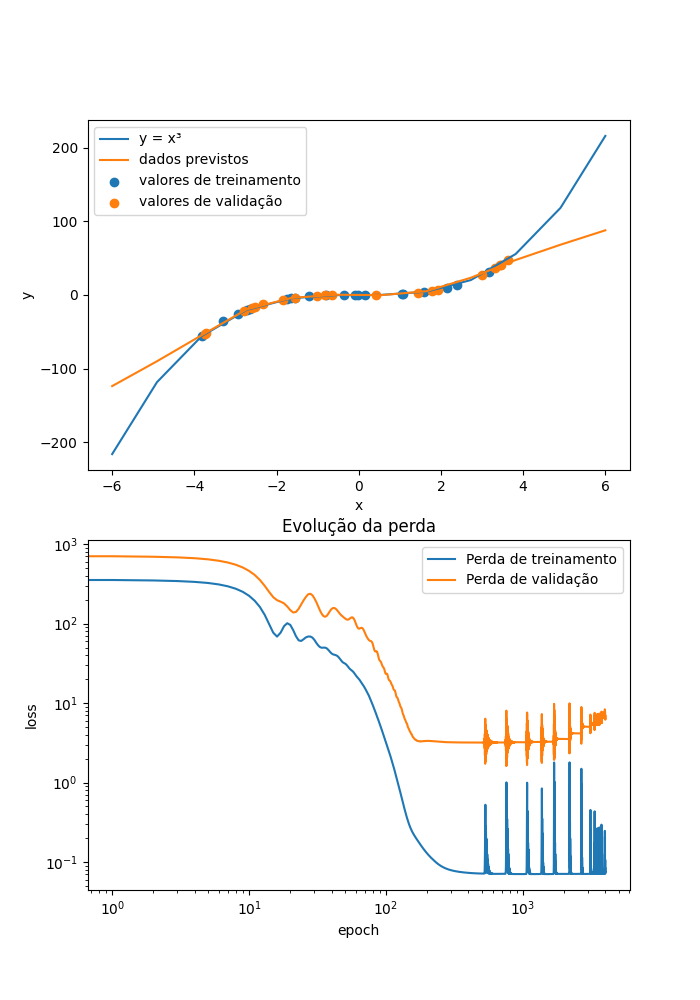 y = x³
dados previstos
valores de treinamento
valores de validação
200
100
0
−100
−200
y
−6 −4 −2 0 2 4 6
x
Evolução da perda
Perda de treinamento
Perda de validação
10³
10²
10¹
10⁰
10⁻¹
loss
10⁰ 10¹ 10² 10³
epoch